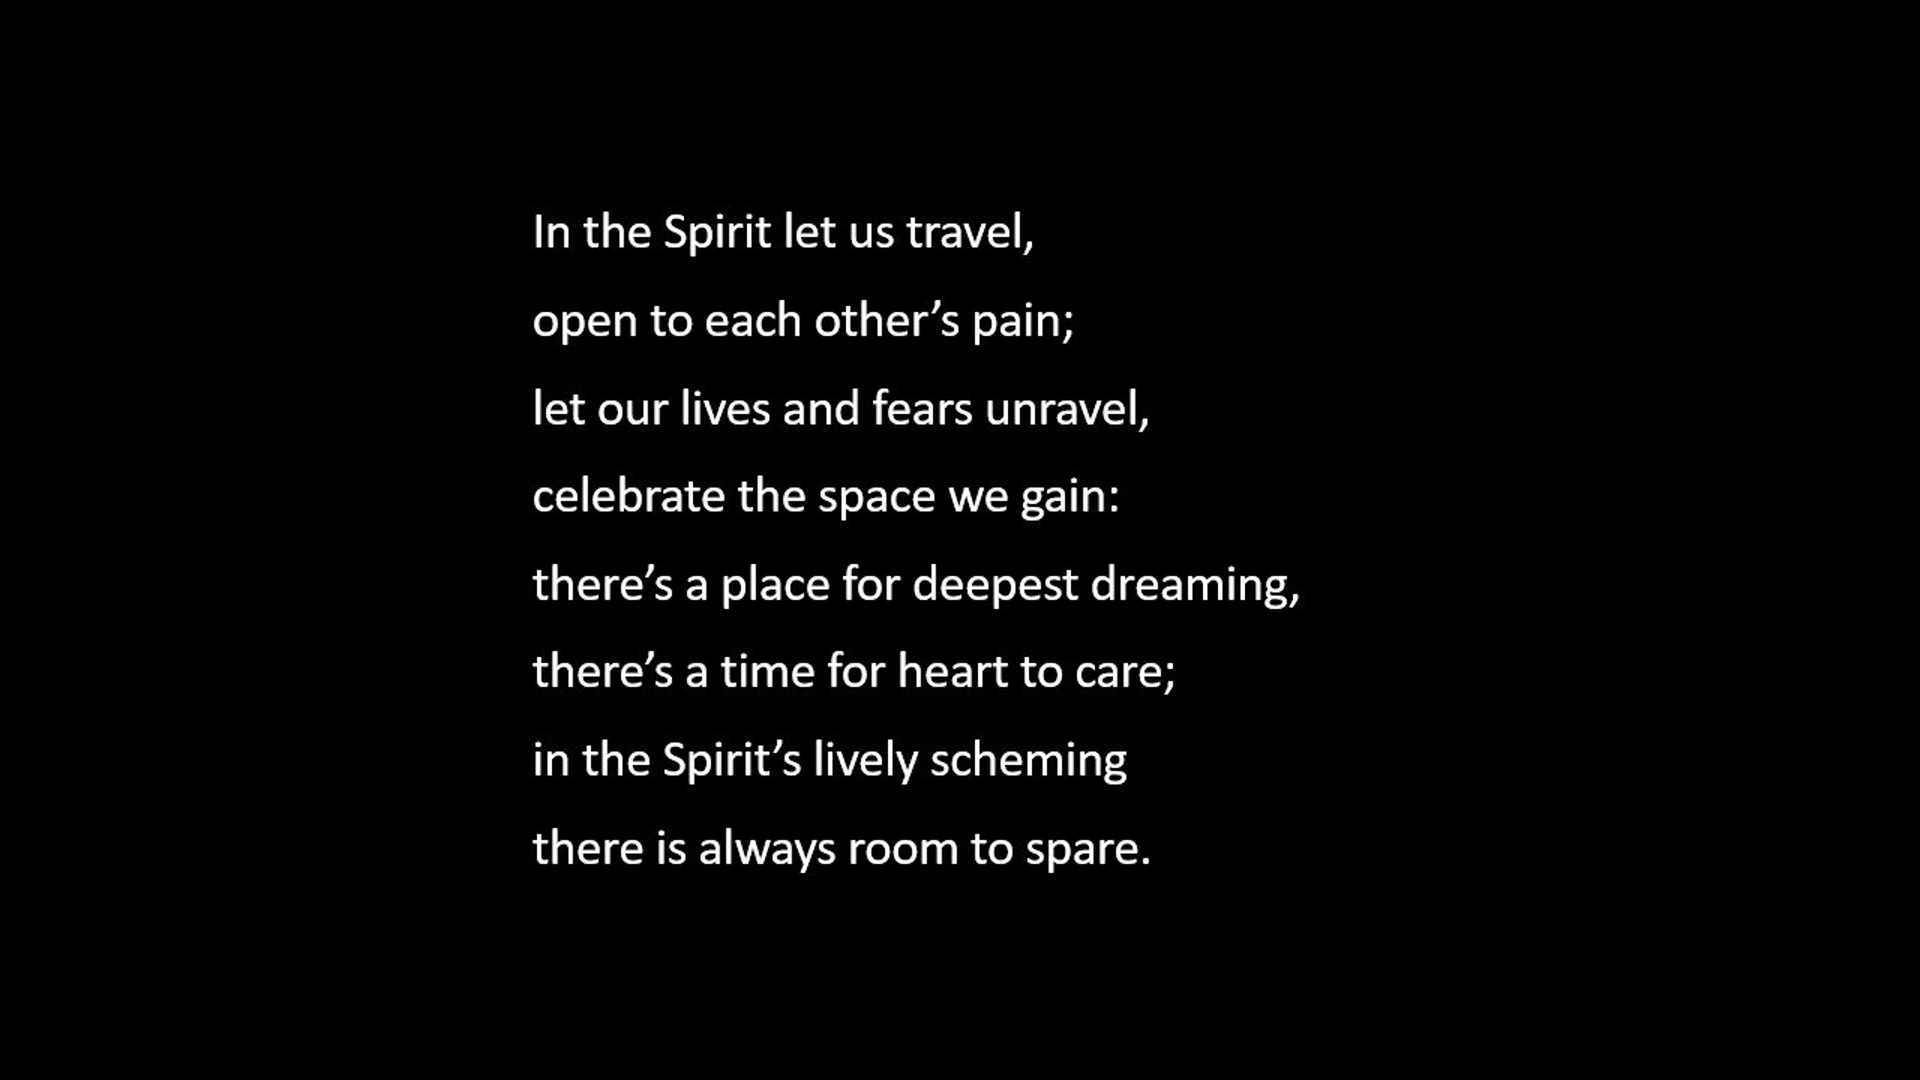 In the Spirit let us travel,
open to each other’s pain;
let our lives and fears unravel,
celebrate the space we gain:
there’s a place for deepest dreaming,
there’s a time for heart to care;
in the Spirit’s lively scheming
there is always room to spare.